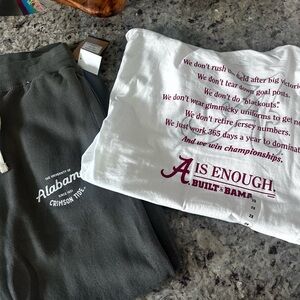 THE UNIVERSITY OF
Alabama
CRIMSON TIDE
We don't rush the field after big victories
We don't tear down goal posts.
We don't do "blackouts".
We don't wear gimmicky uniforms to get no
We don't retire jersey numbers.
We just work 365 days a year to dominate
And we win championships.
A IS ENOUGH.
BUILT BAMA